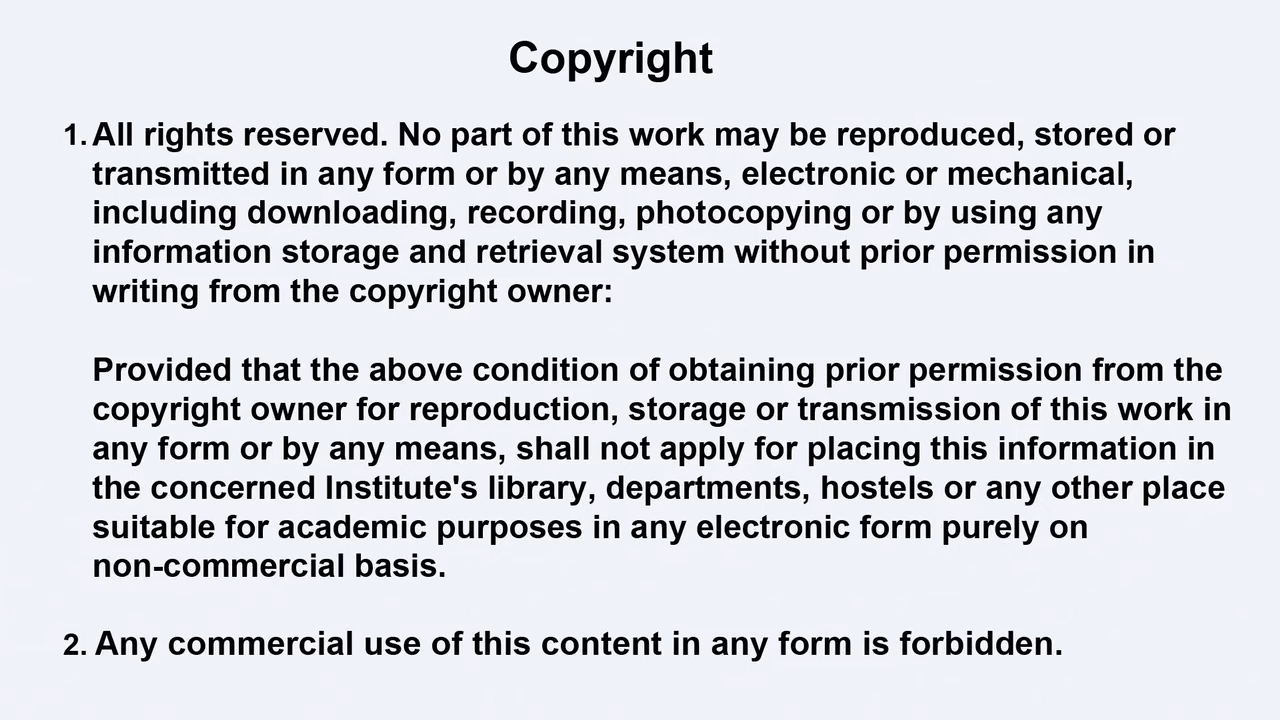 Copyright
1. All rights reserved. No part of this work may be reproduced, stored or
transmitted in any form or by any means, electronic or mechanical,
including downloading, recording, photocopying or by using any
information storage and retrieval system without prior permission in
writing from the copyright owner:
Provided that the above condition of obtaining prior permission from the
copyright owner for reproduction, storage or transmission of this work in
any form or by any means, shall not apply for placing this information in
the concerned Institute's library, departments, hostels or any other place
suitable for academic purposes in any electronic form purely on
non-commercial basis.
2. Any commercial use of this content in any form is forbidden.